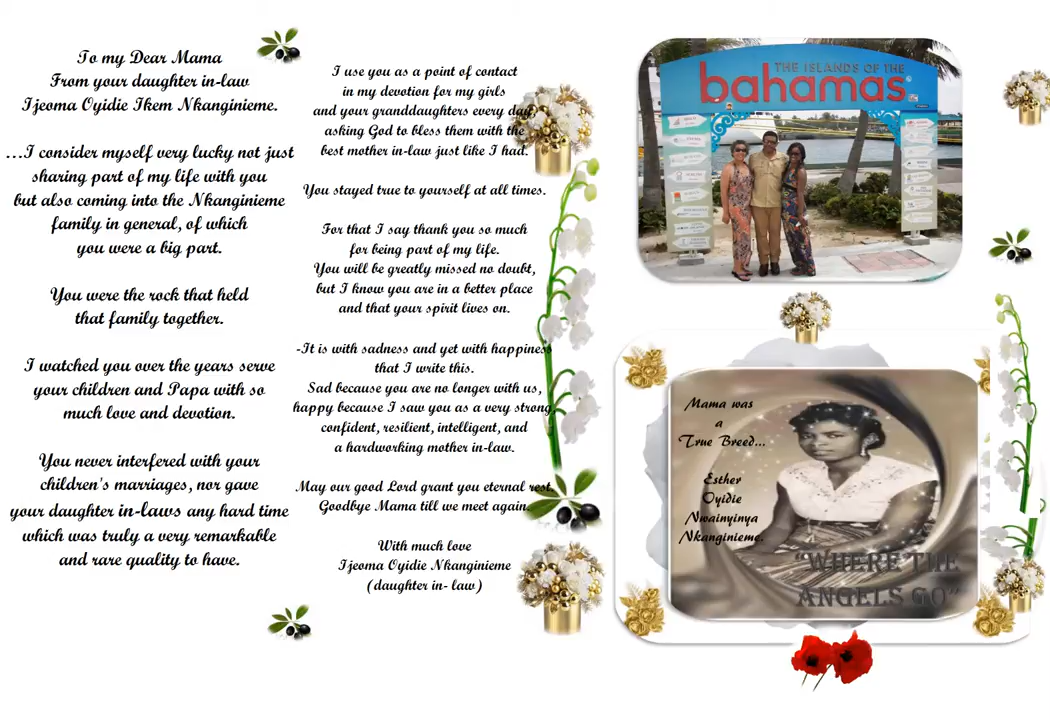 To my Dear Mama
From your daughter in-law
Ijeoma Oyidie Ikem Nkanginieme.
...I consider myself very lucky not just
sharing part of my life with you
but also coming into the Nkanginieme
family in general, of which
you were a big part.
You were the rock that held
that family together.
I watched you over the years serve
your children and Papa with so
much love and devotion.
You never interfered with your
children's marriages, nor gave
your daughter in-laws any hard time
which was truly a very remarkable
and rare quality to have.
I use you as a point of contact
in my devotion for my girls
and your granddaughters every day
asking God to bless them with the
best mother in-law just like I had.
You stayed true to yourself at all times.
For that I say thank you so much
for being part of my life.
You will be greatly missed no doubt,
but I know you are in a better place
and that your spirit lives on.
-It is with sadness and yet with happiness
that I write this.
Sad because you are no longer with us,
happy because I saw you as a very strong,
confident, resilient, intelligent, and
a hardworking mother in-law.
May our good Lord grant you eternal rest.
Goodbye Mama till we meet again.
With much love
Ijeoma Oyidie Nkanginieme
(daughter in- law)
THE ISLANDS OF THE
bahamas
Mama was
a
True Breed...
Esther
Oyidie
Nwainyinya
Nkanginieme.
"WHERE THE
ANGELS GO"